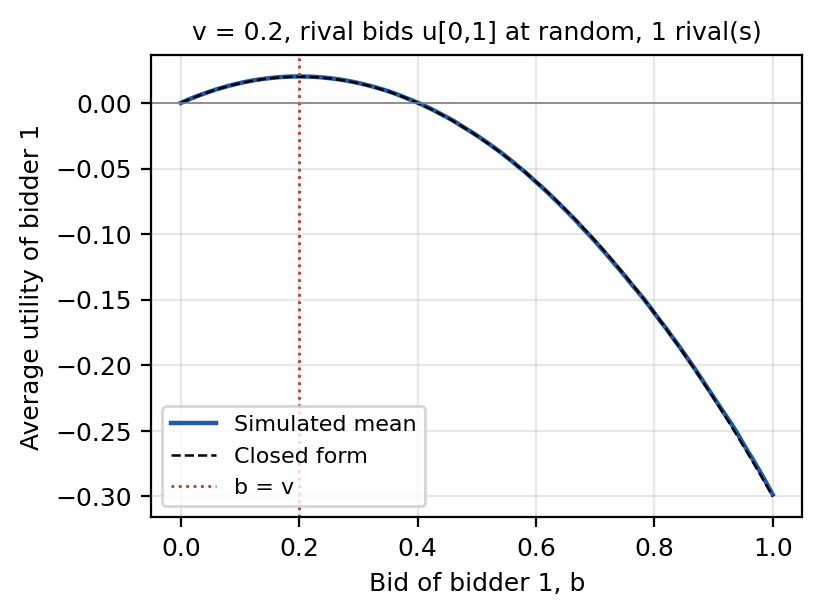 v = 0.2, rival bids u[0,1] at random, 1 rival(s)
Average utility of bidder 1
0.00
−0.05
−0.10
−0.15
−0.20
−0.25
−0.30
Simulated mean
Closed form
b = v
0.0 0.2 0.4 0.6 0.8 1.0
Bid of bidder 1, b